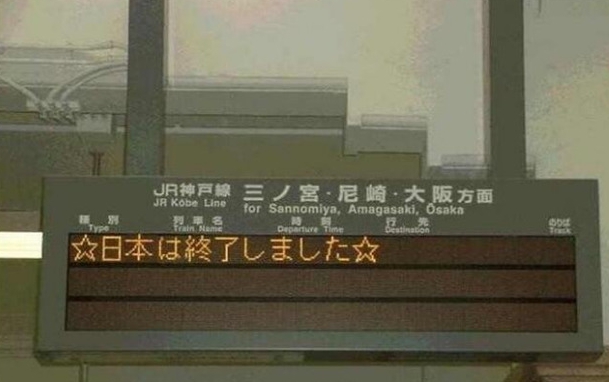 JR神戸線 三ノ宮・尼崎・大阪方面
JR Kōbe Line for Sannomiya, Amagasaki, Ōsaka
種別 列車名 時刻 行先 のりば
Type Train Name Departure Time Destination Track
☆日本は終了しました☆